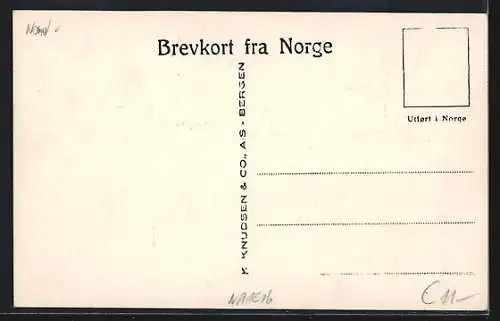 Brevkort fra Norge
Utført i Norge
K KNUDSEN & CO., A/S - BERGEN